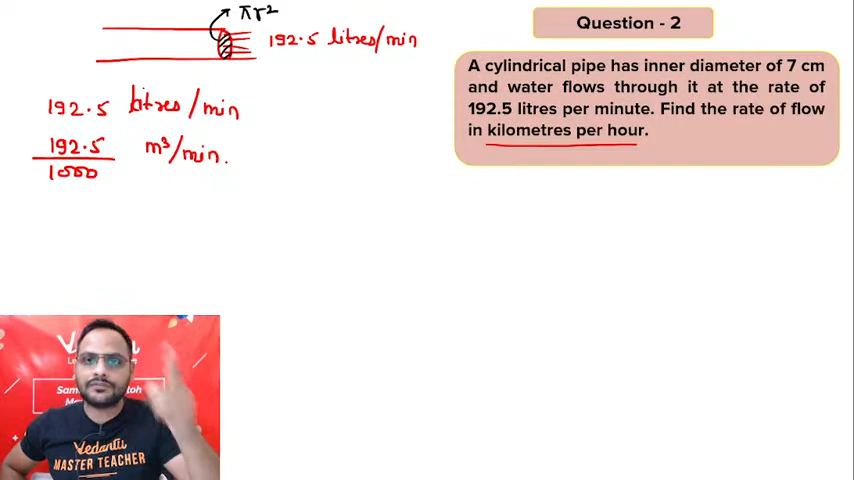 πr²
192.5 litres/min
192.5 litres/min
192.5
1000
m³/min.
Question - 2
A cylindrical pipe has inner diameter of 7 cm
and water flows through it at the rate of
192.5 litres per minute. Find the rate of flow
in kilometres per hour.
Vedantu
MASTER TEACHER